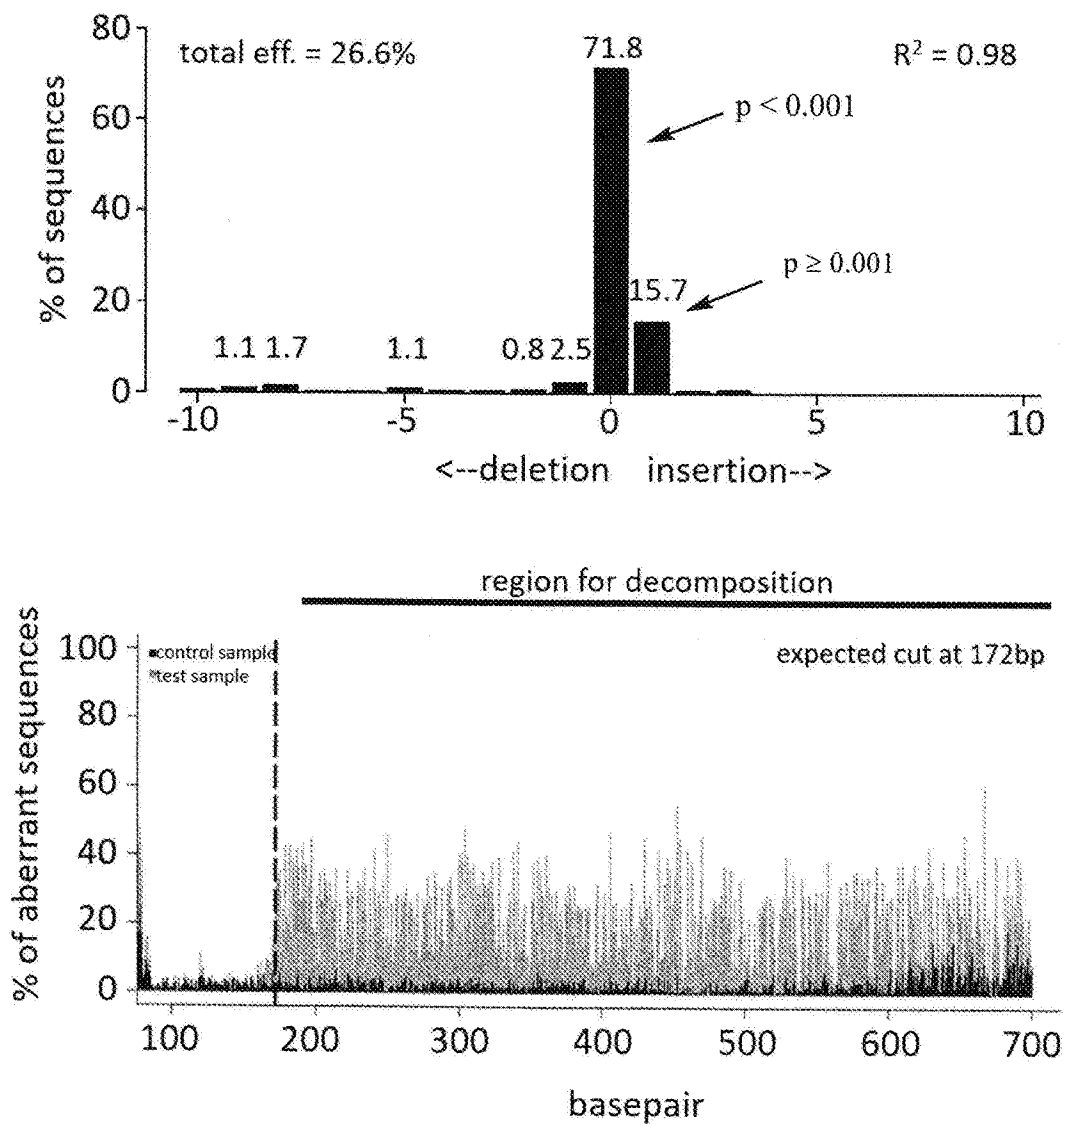 80
total eff. = 26.6%
71.8
R² = 0.98
p < 0.001
60
% of sequences
40
p ≥ 0.001
20
15.7
1.1 1.7
1.1
0.8 2.5
0
-10
-5
0
5
10
<--deletion insertion-->
region for decomposition
% of aberrant sequences
100
control sample
test sample
expected cut at 172bp
80
60
40
20
0
100
200
300
400
500
600
700
basepair